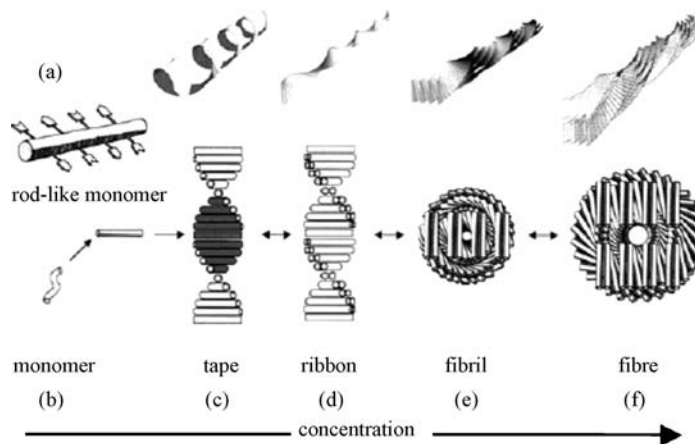 (a)
rod-like monomer
monomer tape ribbon fibril fibre
(b) (c) (d) (e) (f)
concentration